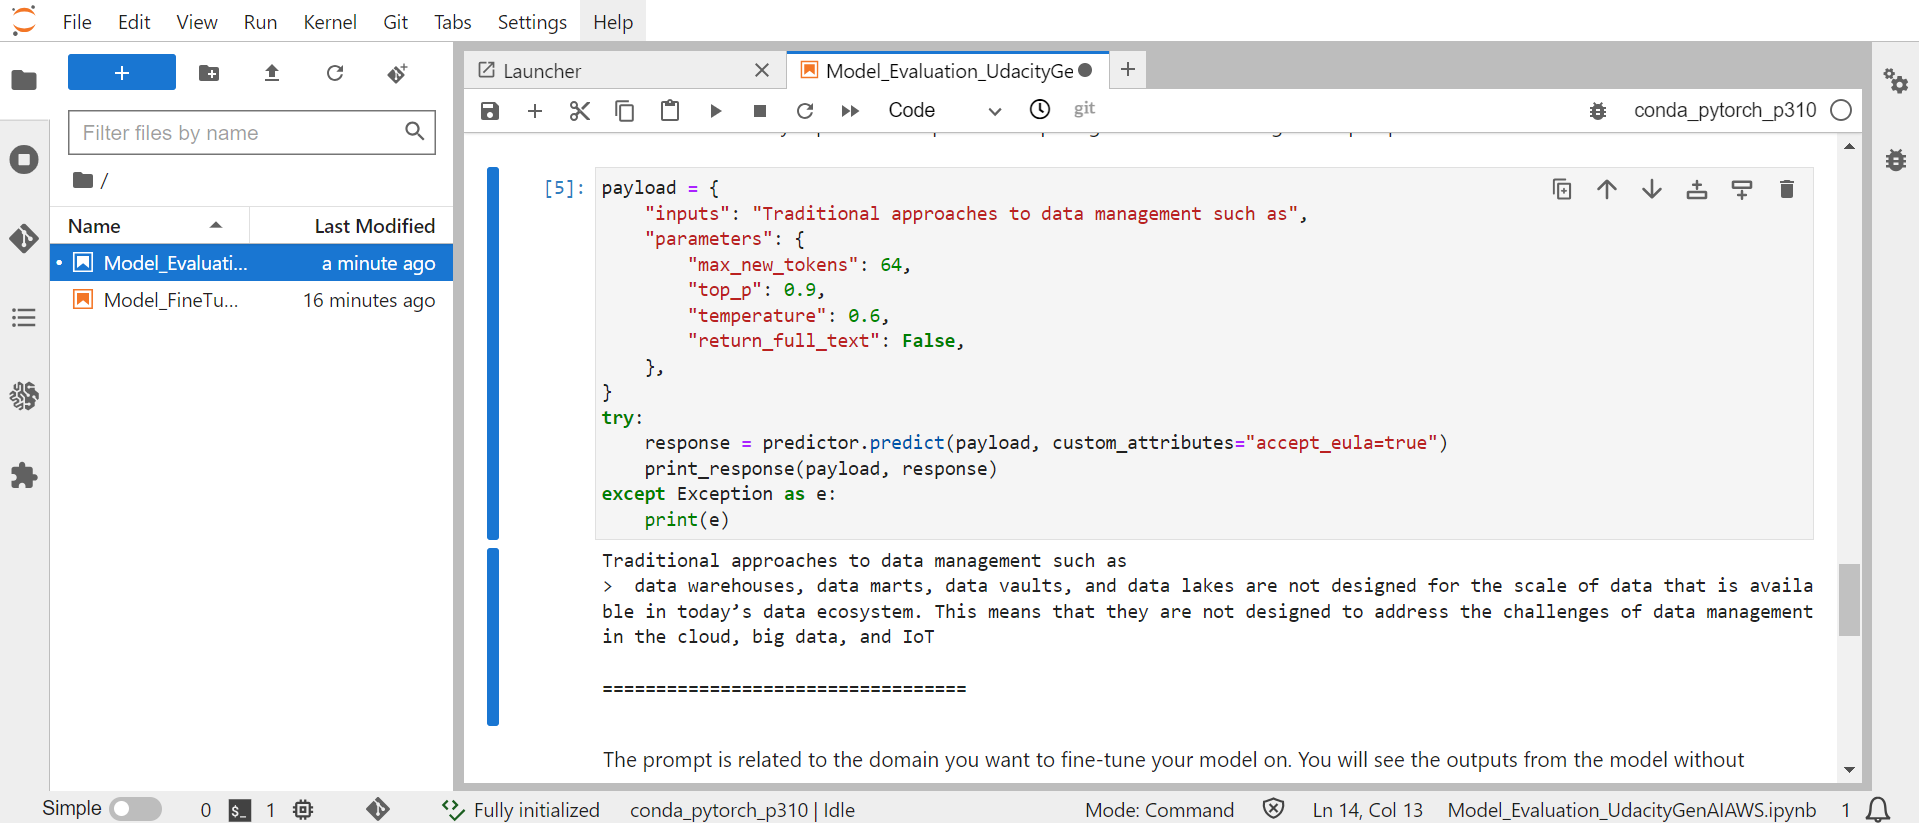 File Edit View Run Kernel Git Tabs Settings Help
Launcher
Model_Evaluation_UdacityGe
Filter files by name
Code
git
conda_pytorch_p310
/
Name Last Modified
Model_Evaluati... a minute ago
Model_FineTu... 16 minutes ago
[5]:
payload = {
    "inputs": "Traditional approaches to data management such as",
    "parameters": {
        "max_new_tokens": 64,
        "top_p": 0.9,
        "temperature": 0.6,
        "return_full_text": False,
    },
}
try:
    response = predictor.predict(payload, custom_attributes="accept_eula=true")
    print_response(payload, response)
except Exception as e:
    print(e)
Traditional approaches to data management such as
>  data warehouses, data marts, data vaults, and data lakes are not designed for the scale of data that is availa
ble in today’s data ecosystem. This means that they are not designed to address the challenges of data management
in the cloud, big data, and IoT
==================================
The prompt is related to the domain you want to fine-tune your model on. You will see the outputs from the model without
Simple 0 $_ 1 Fully initialized conda_pytorch_p310 | Idle Mode: Command Ln 14, Col 13 Model_Evaluation_UdacityGenAIAWS.ipynb 1